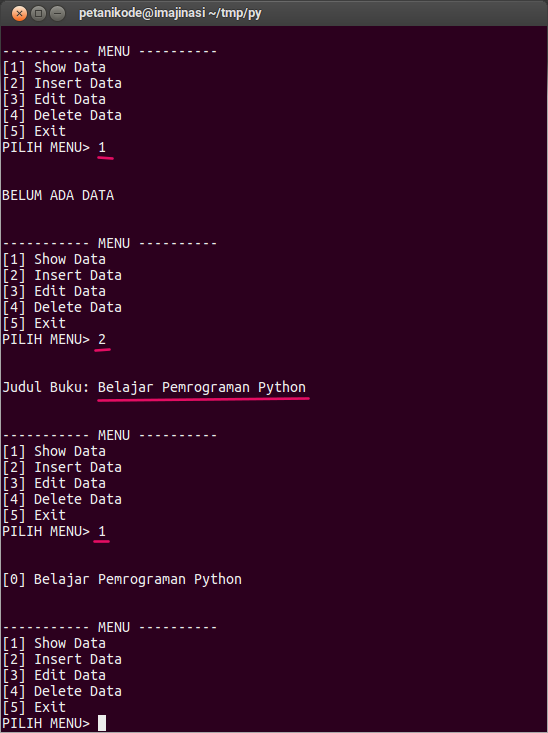 petanikode@imajinasi ~/tmp/py
----------- MENU ----------
[1] Show Data
[2] Insert Data
[3] Edit Data
[4] Delete Data
[5] Exit
PILIH MENU> 1
BELUM ADA DATA
----------- MENU ----------
[1] Show Data
[2] Insert Data
[3] Edit Data
[4] Delete Data
[5] Exit
PILIH MENU> 2
Judul Buku: Belajar Pemrograman Python
----------- MENU ----------
[1] Show Data
[2] Insert Data
[3] Edit Data
[4] Delete Data
[5] Exit
PILIH MENU> 1
[0] Belajar Pemrograman Python
----------- MENU ----------
[1] Show Data
[2] Insert Data
[3] Edit Data
[4] Delete Data
[5] Exit
PILIH MENU>